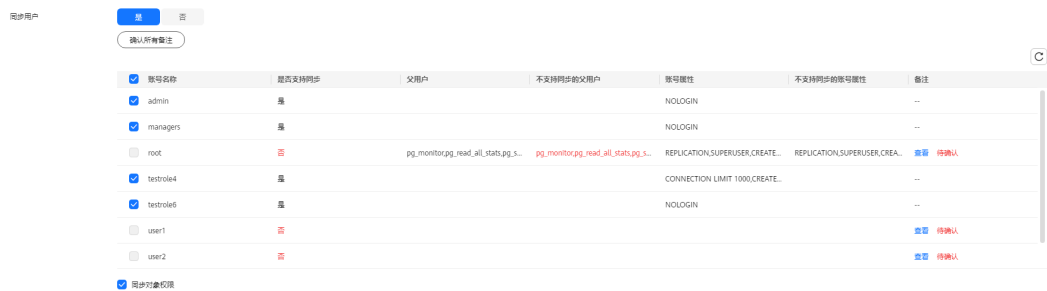 同步用户 是 否
确认所有备注
账号名称 是否支持同步 父用户 不支持同步的父用户 账号属性 不支持同步的账号属性 备注
admin 是 NOLOGIN --
managers 是 NOLOGIN --
root 否 pg_monitor,pg_read_all_stats,pg_s... pg_monitor,pg_read_all_stats,pg_s... REPLICATION,SUPERUSER,CREATE... REPLICATION,SUPERUSER,CREA... 查看 待确认
testrole4 是 CONNECTION LIMIT 1000,CREATE... --
testrole6 是 NOLOGIN --
user1 否 查看 待确认
user2 否 查看 待确认
同步对象权限